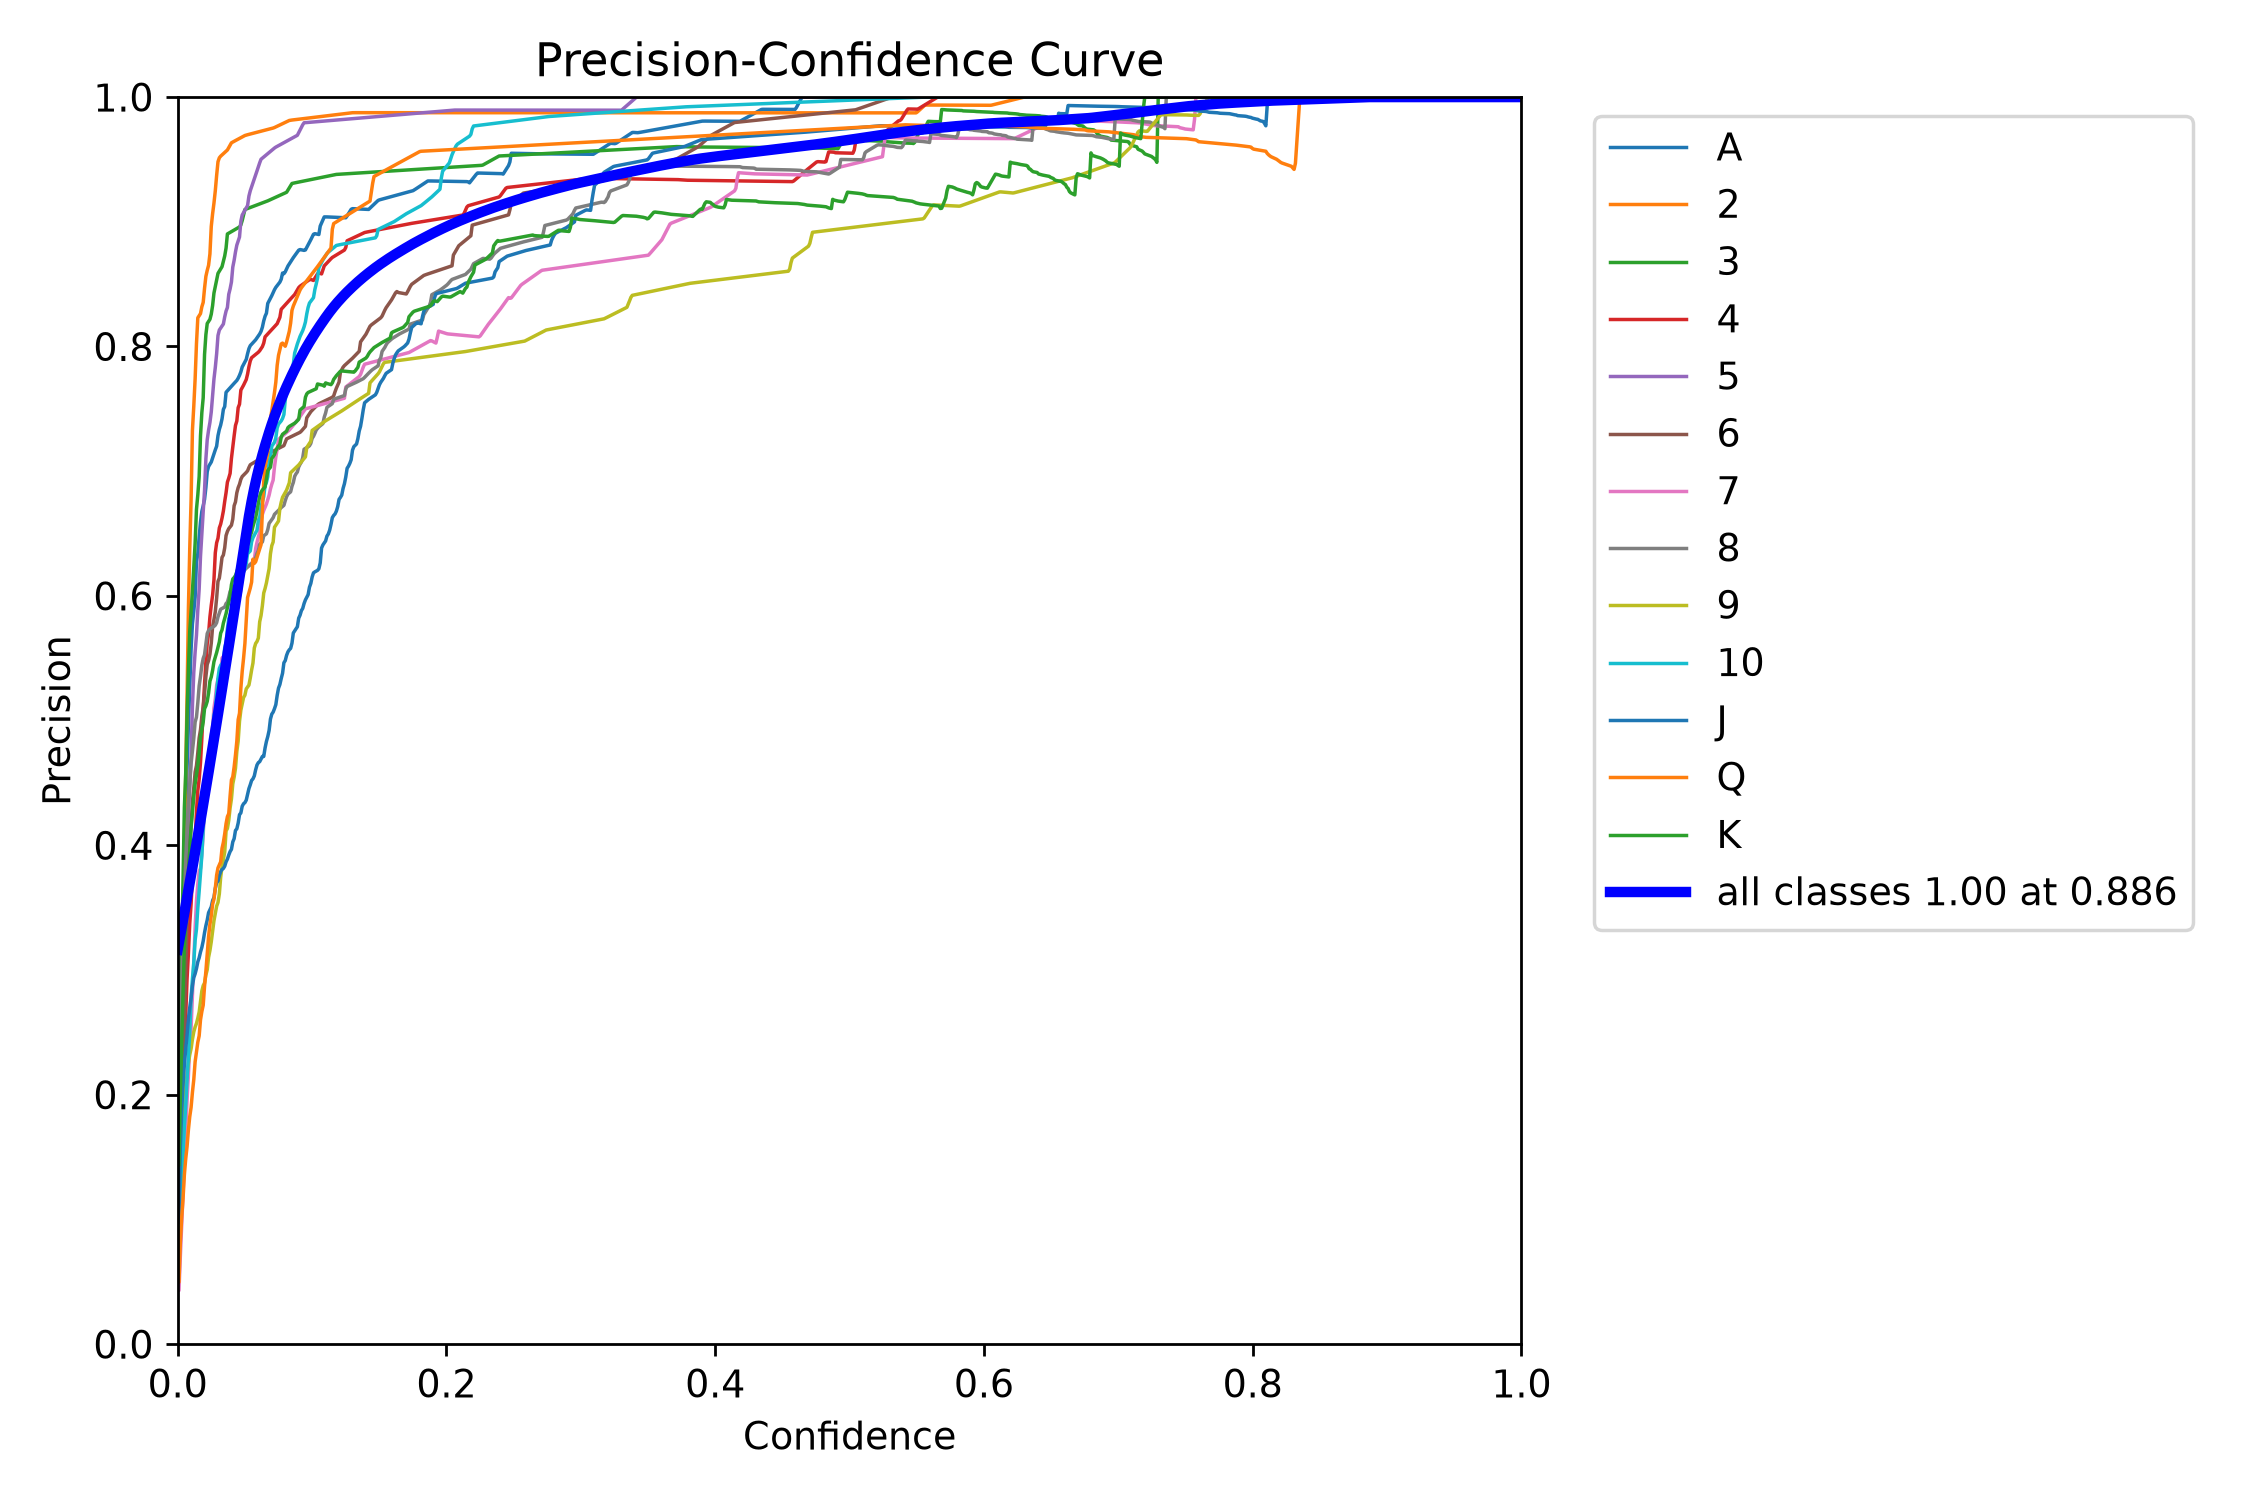 Precision-Confidence Curve
1.0
0.8
0.6
0.4
0.2
0.0
Precision
0.0 0.2 0.4 0.6 0.8 1.0
Confidence
A
2
3
4
5
6
7
8
9
10
J
Q
K
all classes 1.00 at 0.886